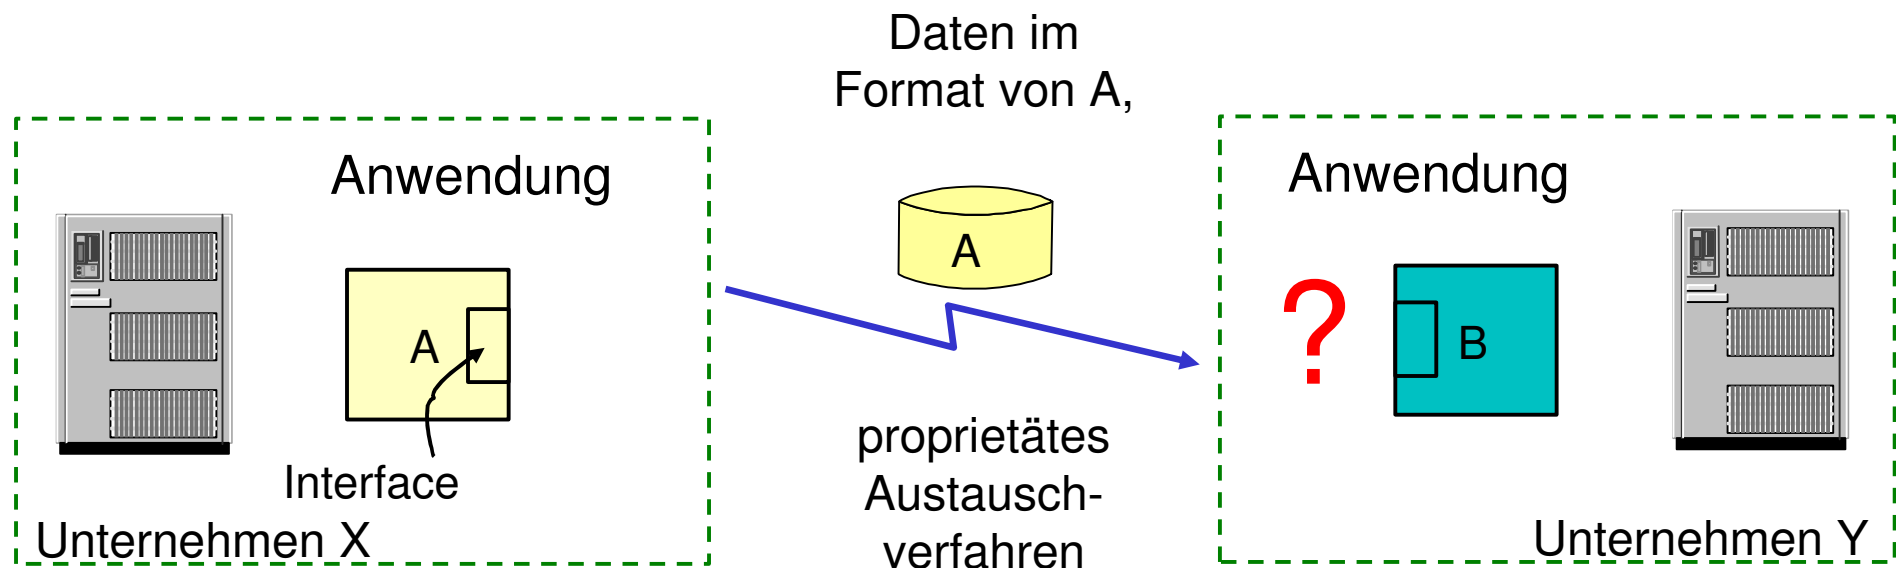 Daten im
Format von A,
Anwendung
A
Interface
Unternehmen X
A
proprietätes
Austausch-
verfahren
Anwendung
?
B
Unternehmen Y